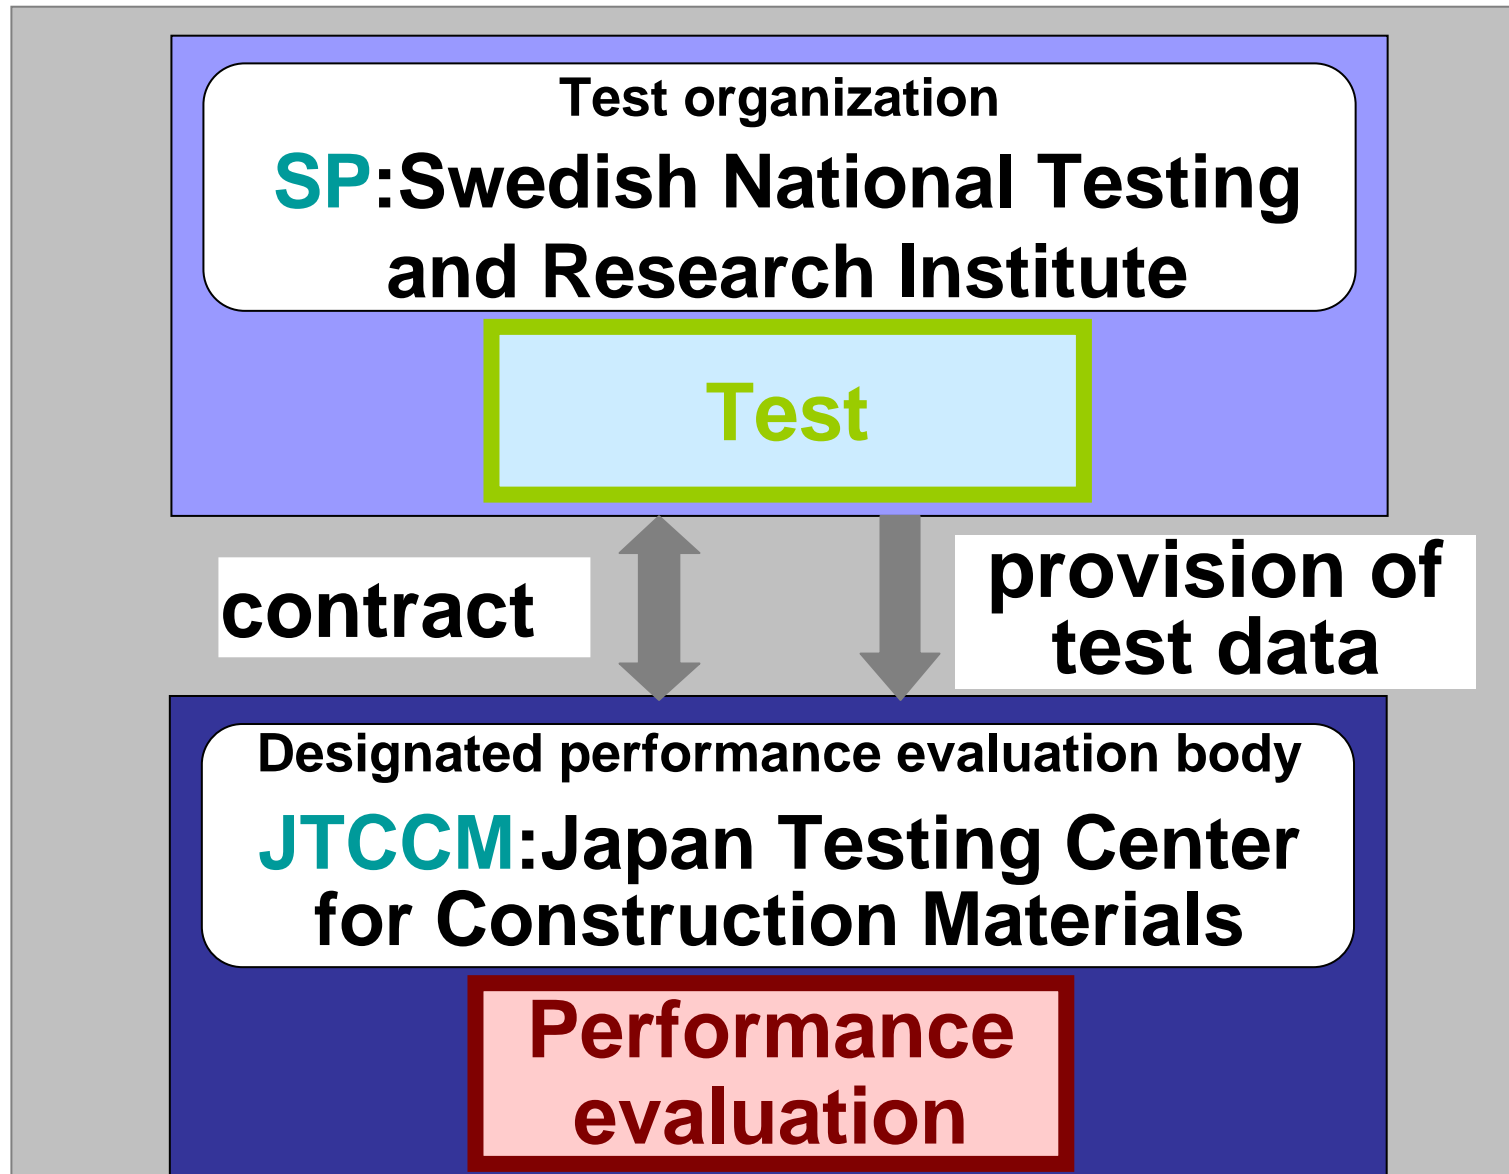 Test organization
SP:Swedish National Testing
and Research Institute
Test
contract
provision of
test data
Designated performance evaluation body
JTCCM:Japan Testing Center
for Construction Materials
Performance
evaluation